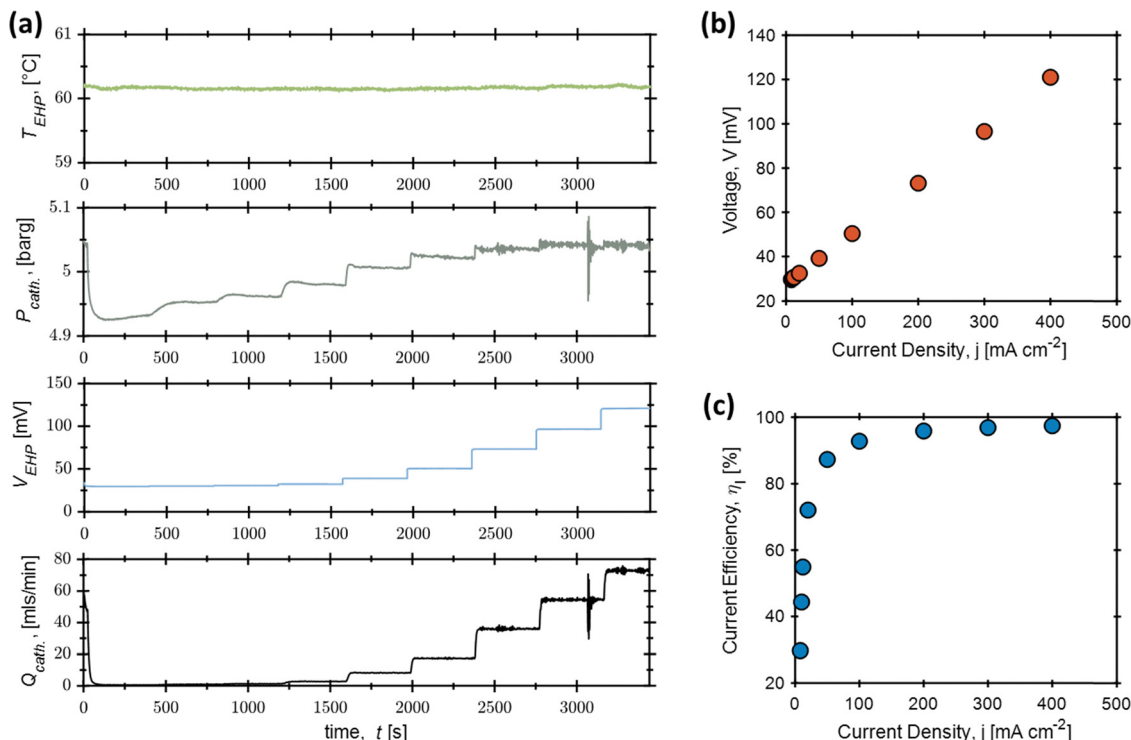 (a)
61
60
59
T_EHP, [°C]
0 500 1000 1500 2000 2500 3000
5.1
5
4.9
P_cath., [barg]
0 500 1000 1500 2000 2500 3000
150
100
50
0
V_EHP [mV]
0 500 1000 1500 2000 2500 3000
80
60
40
20
0
Q_cath., [mls/min]
0 500 1000 1500 2000 2500 3000
time, t [s]
(b)
140
120
100
80
60
40
20
Voltage, V [mV]
0 100 200 300 400 500
Current Density, j [mA cm⁻²]
(c)
100
80
60
40
20
Current Efficiency, η_I [%]
0 100 200 300 400 500
Current Density, j [mA cm⁻²]